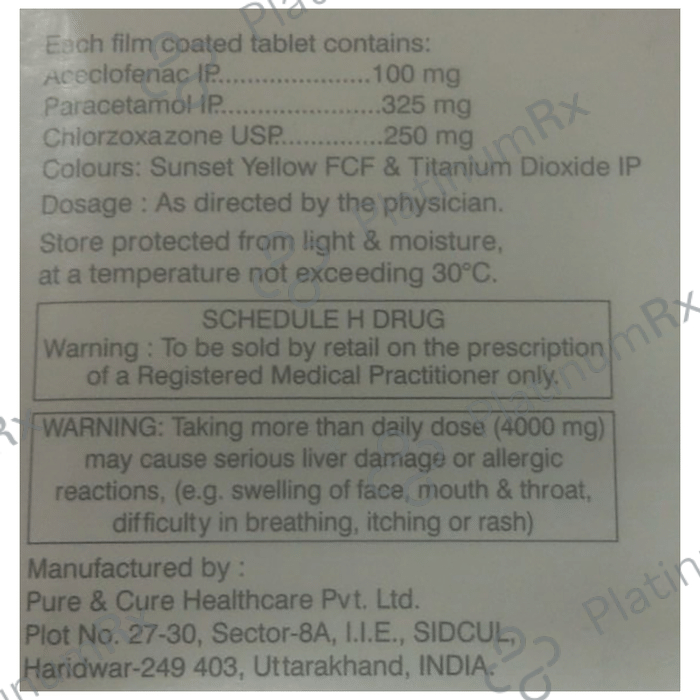 Each film coated tablet contains:
Aceclofenac IP.....................100 mg
Paracetamol IP.......................325 mg
Chlorzoxazone USP...............250 mg
Colours: Sunset Yellow FCF & Titanium Dioxide IP
Dosage : As directed by the physician.
Store protected from light & moisture,
at a temperature not exceeding 30°C.
SCHEDULE H DRUG
Warning : To be sold by retail on the prescription
of a Registered Medical Practitioner only.
WARNING: Taking more than daily dose (4000 mg)
may cause serious liver damage or allergic
reactions, (e.g. swelling of face, mouth & throat,
difficulty in breathing, itching or rash)
Manufactured by :
Pure & Cure Healthcare Pvt. Ltd.
Plot No. 27-30, Sector-8A, I.I.E., SIDCUL,
Haridwar-249 403, Uttarakhand, INDIA.
PlatinumRx
PlatinumRx